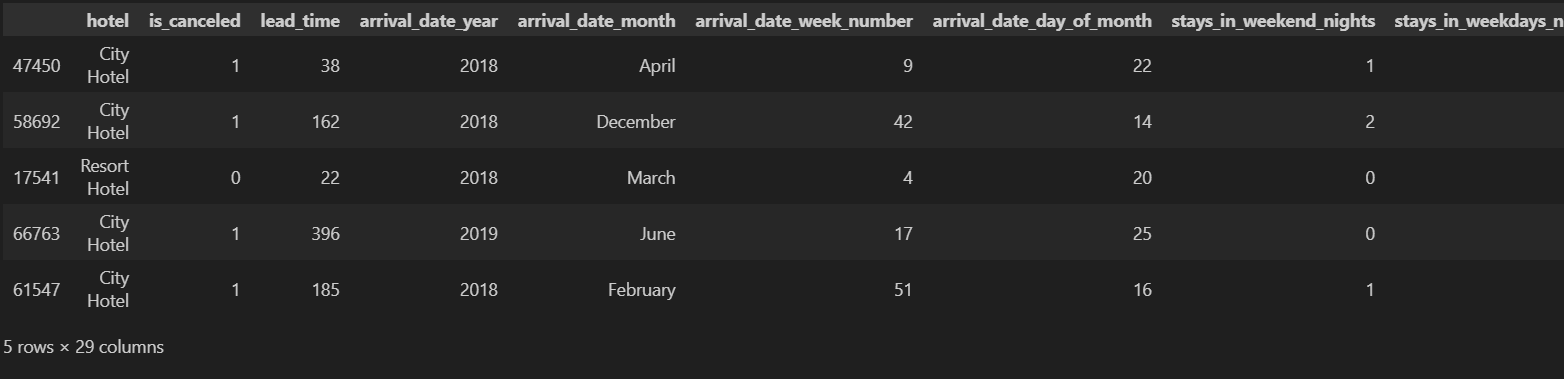 hotel is_canceled lead_time arrival_date_year arrival_date_month arrival_date_week_number arrival_date_day_of_month stays_in_weekend_nights stays_in_weekdays_n
47450 City Hotel 1 38 2018 April 9 22 1
58692 City Hotel 1 162 2018 December 42 14 2
17541 Resort Hotel 0 22 2018 March 4 20 0
66763 City Hotel 1 396 2019 June 17 25 0
61547 City Hotel 1 185 2018 February 51 16 1
5 rows × 29 columns